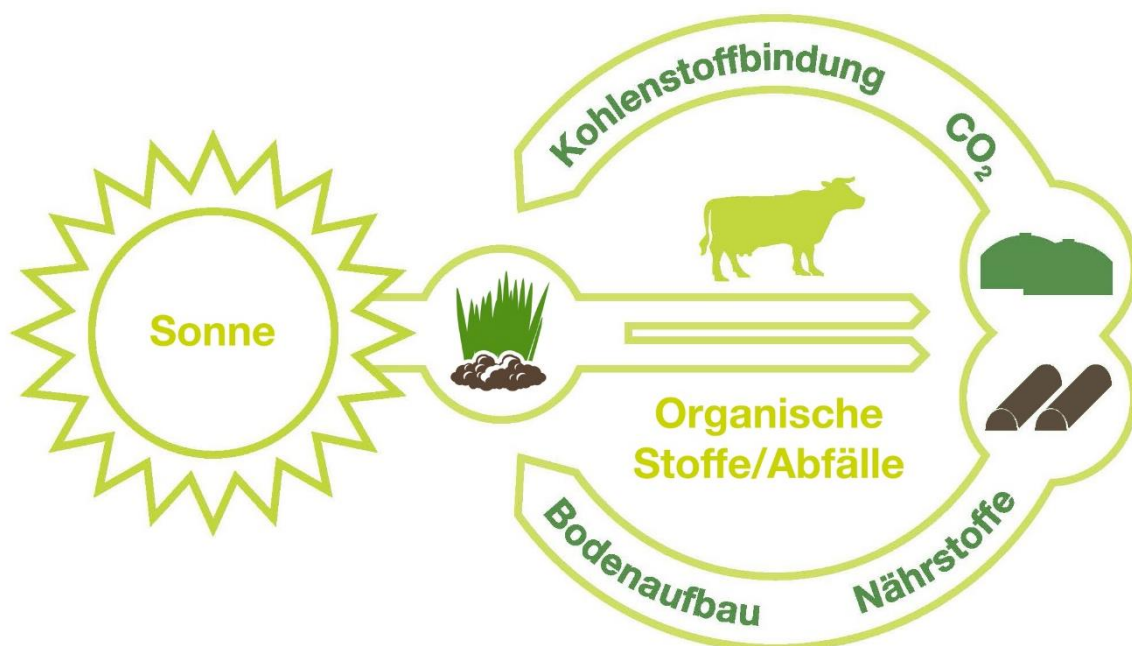 Kohlenstoffbindung
CO₂
Sonne
Organische
Stoffe/Abfälle
Bodenaufbau
Nährstoffe